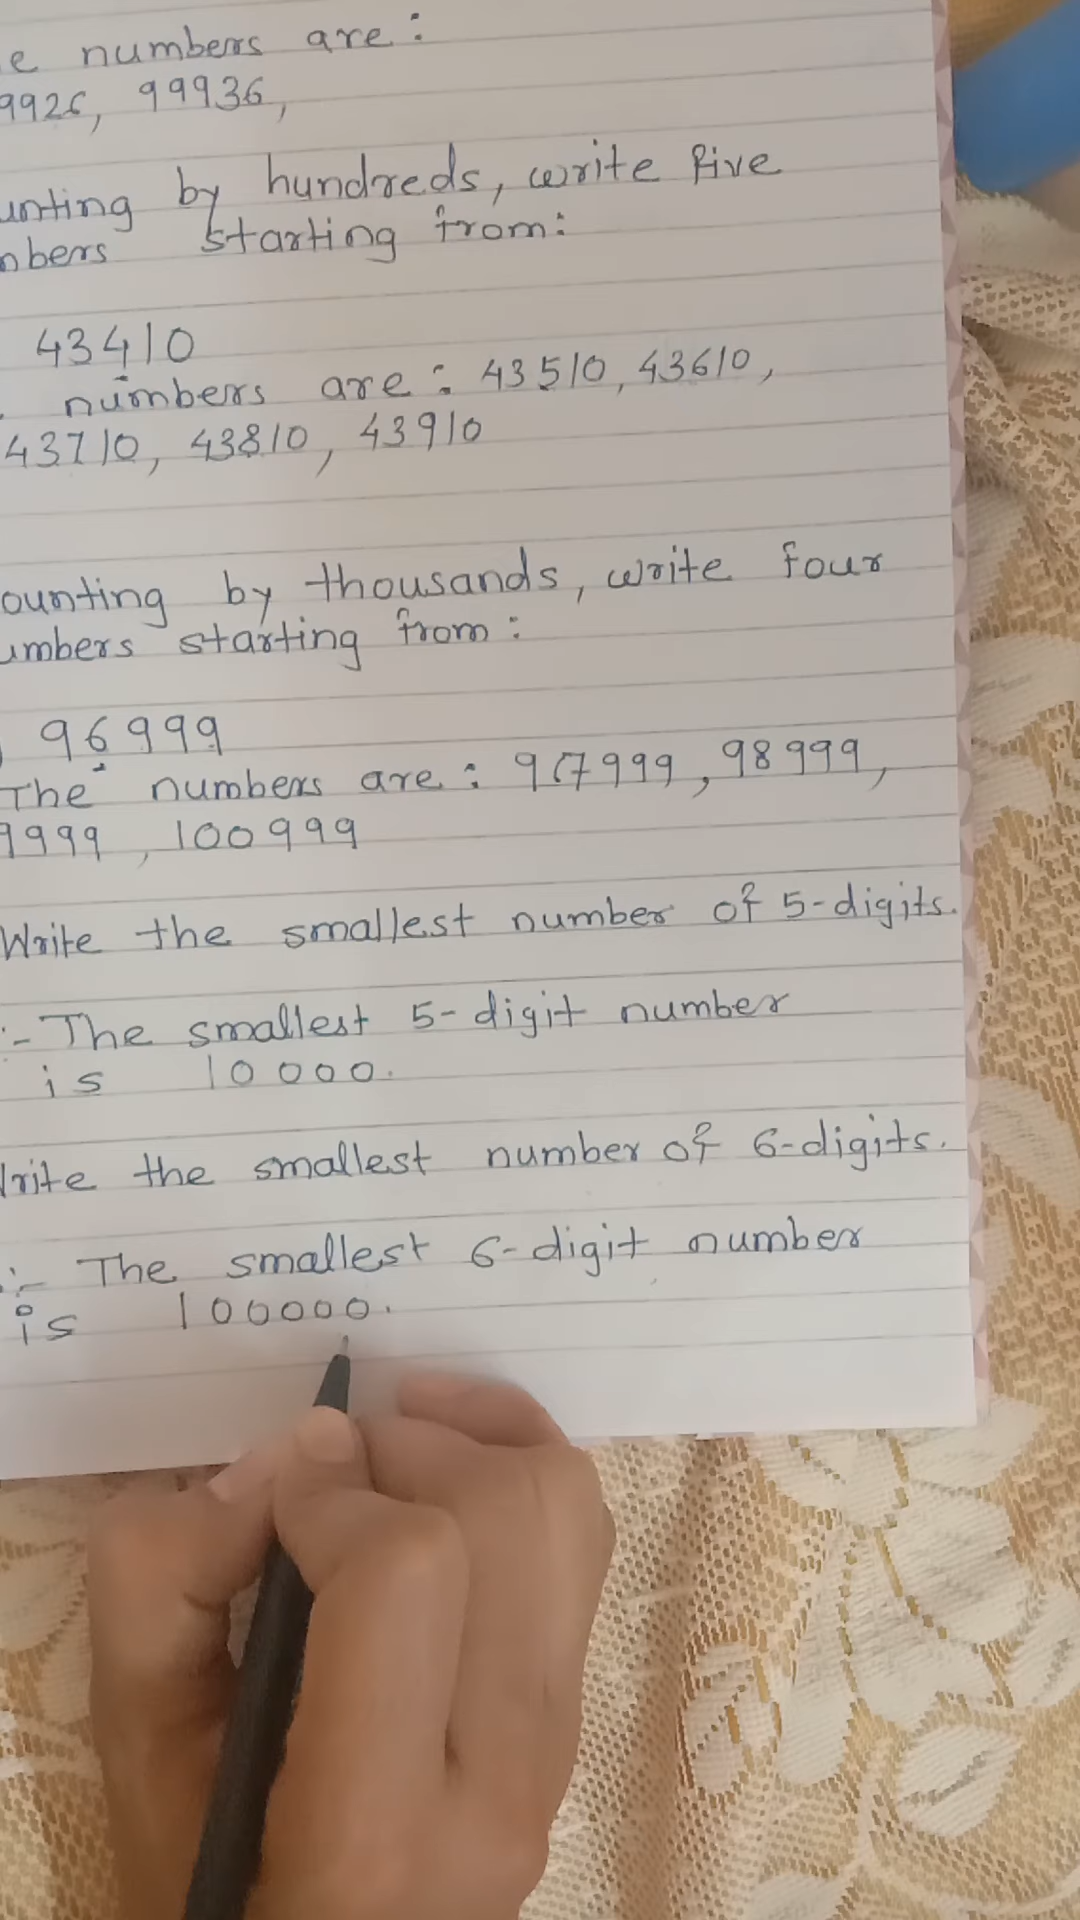 e numbers are:
9926, 99936,
unting by hundreds, write five
nbers starting from:
43410
numbers are: 43510, 43610,
43710, 43810, 43910
ounting by thousands, write four
umbers starting from:
96999
The numbers are: 97999, 98999,
9999, 100999
Write the smallest number of 5-digits.
:- The smallest 5-digit number
is 10000.
Write the smallest number of 6-digits.
:- The smallest 6-digit number
is 100000.